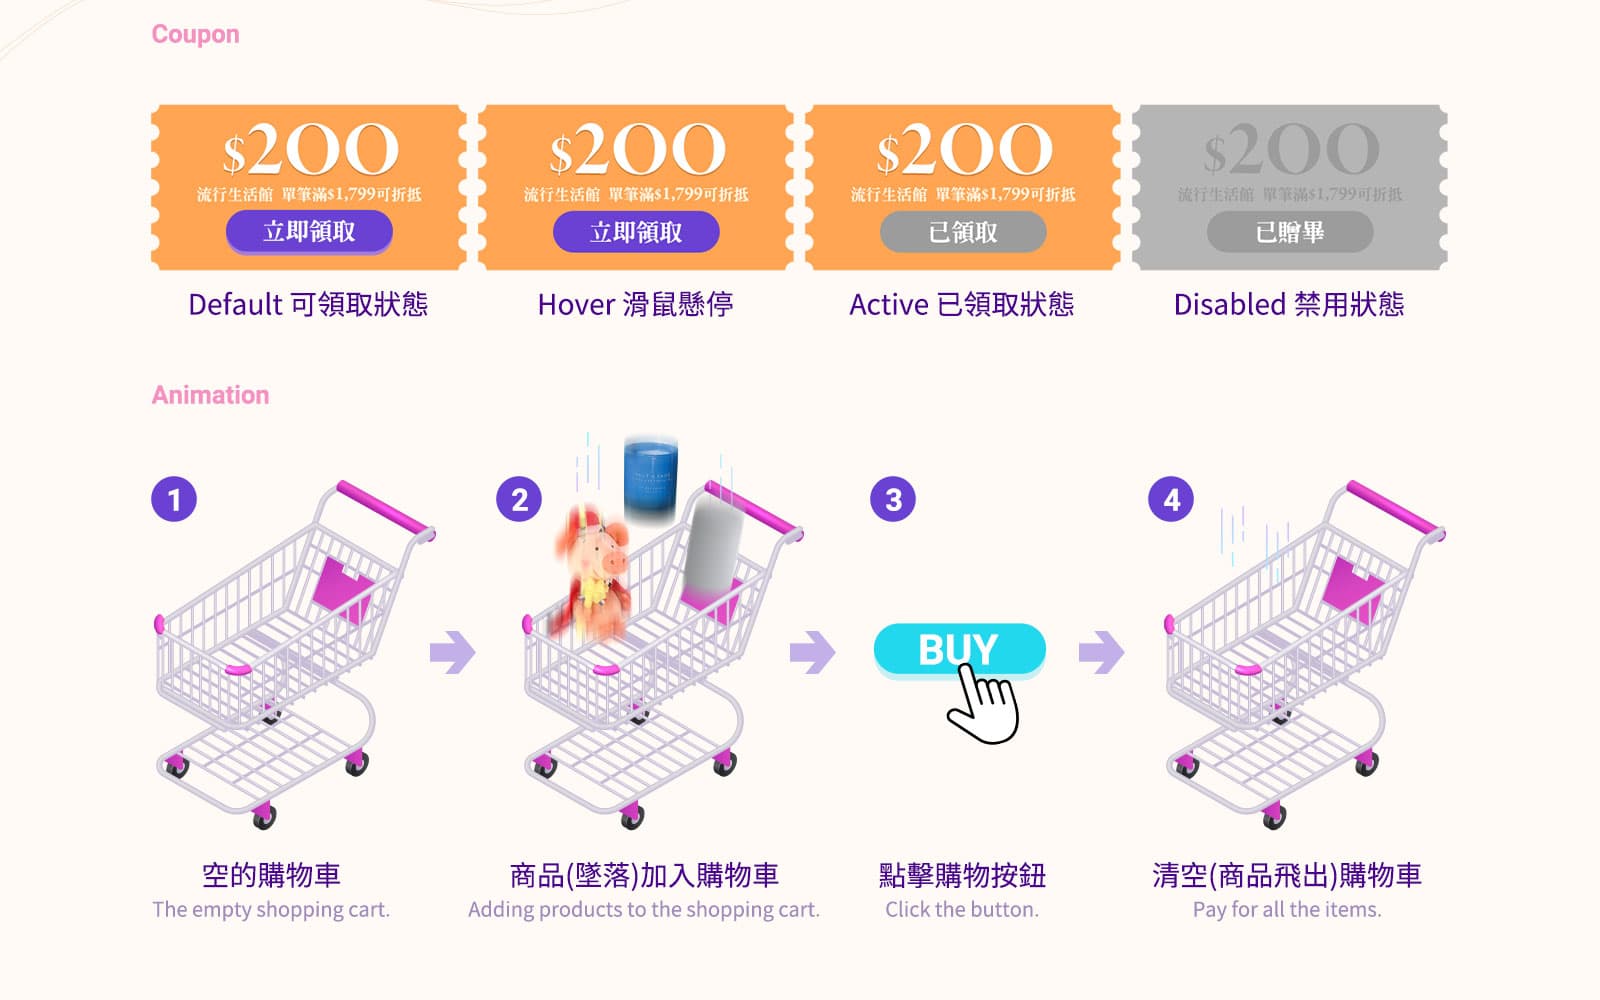 Coupon
$200
流行生活館 單筆滿$1,799可折抵
立即領取
Default 可領取狀態
$200
流行生活館 單筆滿$1,799可折抵
立即領取
Hover 滑鼠懸停
$200
流行生活館 單筆滿$1,799可折抵
已領取
Active 已領取狀態
$200
流行生活館 單筆滿$1,799可折抵
已贈畢
Disabled 禁用狀態
Animation
1
空的購物車
The empty shopping cart.
2
商品(墜落)加入購物車
Adding products to the shopping cart.
3
BUY
點擊購物按鈕
Click the button.
4
清空(商品飛出)購物車
Pay for all the items.